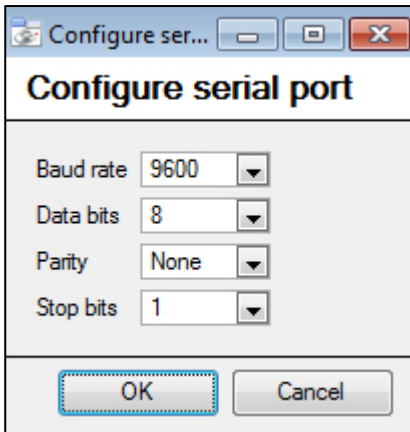 Configure ser...
Configure serial port
Baud rate 9600
Data bits 8
Parity None
Stop bits 1
OK Cancel